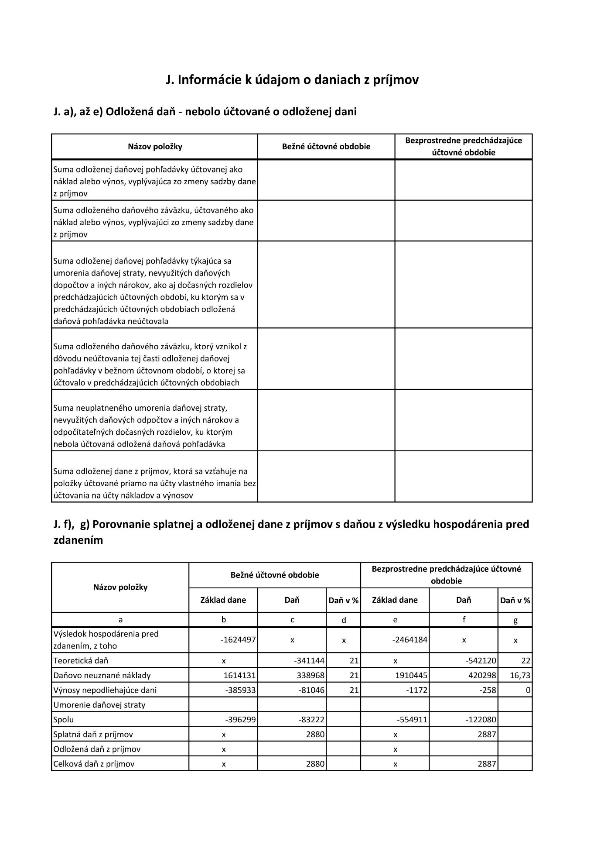 J. Informácie k údajom o daniach z príjmov
J. a), až e) Odložená daň - nebolo účtované o odloženej dani
Názov položky Bežné účtovné obdobie Bezprostredne predchádzajúce
účtovné obdobie
Suma odloženej daňovej pohľadávky účtovanej ako
náklad alebo výnos, vyplývajúca zo zmeny sadzby dane
z príjmov
Suma odloženého daňového záväzku, účtovaného ako
náklad alebo výnos, vyplývajúci zo zmeny sadzby dane
z príjmov
Suma odloženej daňovej pohľadávky týkajúca sa
umorenia daňovej straty, nevyužitých daňových
dopočtov a iných nárokov, ako aj dočasných rozdielov
predchádzajúcich účtovných období, ku ktorým sa v
predchádzajúcich účtovných obdobiach odložená
daňová pohľadávka neúčtovala
Suma odloženého daňového záväzku, ktorý vznikol z
dôvodu neúčtovania tej časti odloženej daňovej
pohľadávky v bežnom účtovnom období, o ktorej sa
účtovalo v predchádzajúcich účtovných obdobiach
Suma neuplatneného umorenia daňovej straty,
nevyužitých daňových odpočtov a iných nárokov a
odpočítateľných dočasných rozdielov, ku ktorým
nebola účtovaná odložená daňová pohľadávka
Suma odloženej dane z príjmov, ktorá sa vzťahuje na
položky účtované priamo na účty vlastného imania bez
účtovania na účty nákladov a výnosov
J. f), g) Porovnanie splatnej a odloženej dane z príjmov s daňou z výsledku hospodárenia pred
zdanením
Názov položky Bežné účtovné obdobie Bezprostredne predchádzajúce účtovné
obdobie
Základ dane Daň Daň v % Základ dane Daň Daň v %
a b c d e f g
Výsledok hospodárenia pred
zdanením, z toho -1624497 x x -2464184 x x
Teoretická daň x -341144 21 x -542120 22
Daňovo neuznané náklady 1614131 338968 21 1910445 420298 16,73
Výnosy nepodliehajúce dani -385933 -81046 21 -1172 -258 0
Umorenie daňovej straty
Spolu -396299 -83222 -554911 -122080
Splatná daň z príjmov x 2880 x 2887
Odložená daň z príjmov x x
Celková daň z príjmov x 2880 x 2887